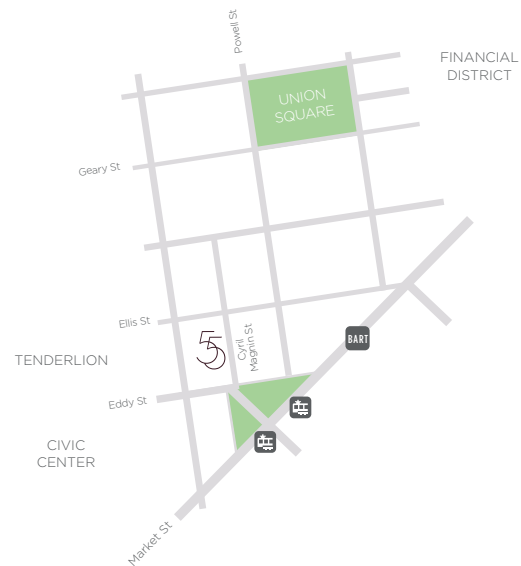 Powell St
FINANCIAL
DISTRICT
UNION
SQUARE
Geary St
Ellis St
Cyril
Magnin St
55
BART
TENDERLION
Eddy St
CIVIC
CENTER
Market St